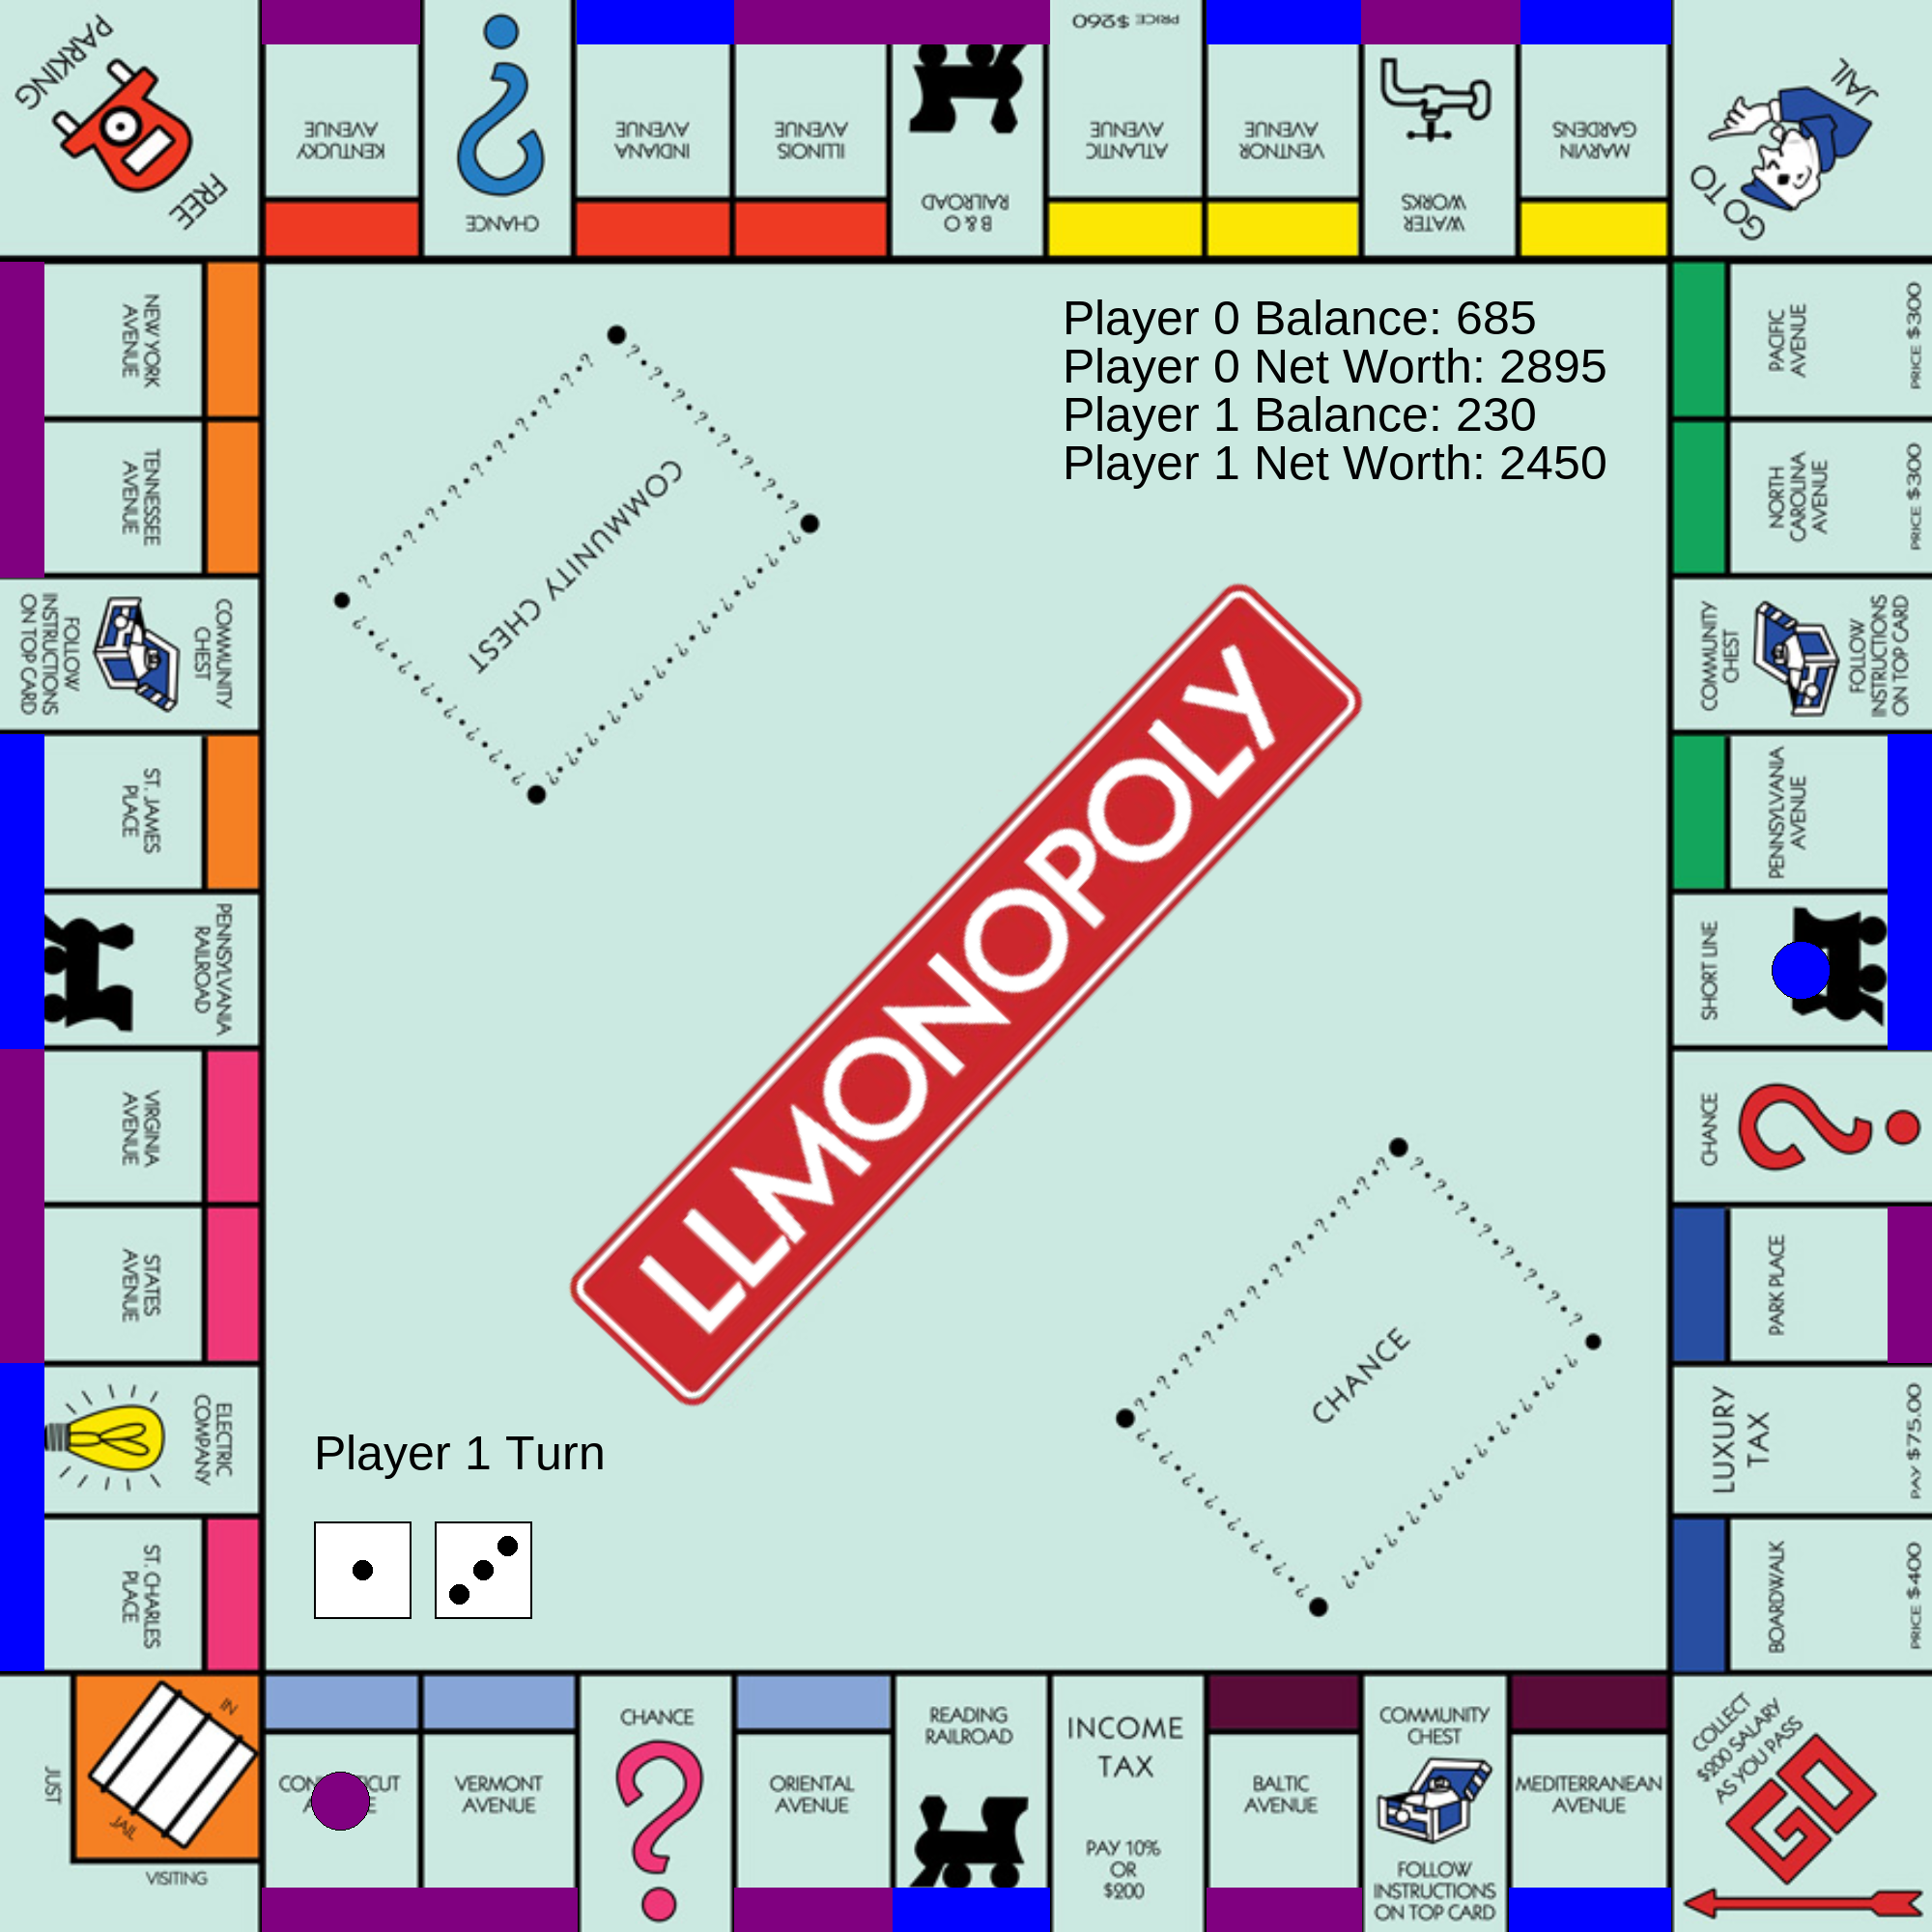 PARKING
FREE
KENTUCKY
AVENUE
CHANCE
INDIANA
AVENUE
ILLINOIS
AVENUE
B & O
RAILROAD
PRICE $260
ATLANTIC
AVENUE
VENTNOR
AVENUE
WATER
WORKS
MARVIN
GARDENS
GO TO
JAIL
NEW YORK
AVENUE
TENNESSEE
AVENUE
COMMUNITY
CHEST
FOLLOW
INSTRUCTIONS
ON TOP CARD
ST. JAMES
PLACE
PENNSYLVANIA
RAILROAD
VIRGINIA
AVENUE
STATES
AVENUE
ELECTRIC
COMPANY
ST. CHARLES
PLACE
Player 0 Balance: 685
Player 0 Net Worth: 2895
Player 1 Balance: 230
Player 1 Net Worth: 2450
COMMUNITY CHEST
LLMONOPOLY
CHANCE
Player 1 Turn
PACIFIC
AVENUE
PRICE $300
NORTH
CAROLINA
AVENUE
PRICE $300
COMMUNITY
CHEST
FOLLOW
INSTRUCTIONS
ON TOP CARD
PENNSYLVANIA
AVENUE
SHORT LINE
CHANCE
PARK PLACE
LUXURY
TAX
PAY $75.00
BOARDWALK
PRICE $400
JUST
VISITING
IN
JAIL
VERMONT
AVENUE
CHANCE
ORIENTAL
AVENUE
READING
RAILROAD
INCOME
TAX
PAY 10%
OR
$200
BALTIC
AVENUE
COMMUNITY
CHEST
FOLLOW
INSTRUCTIONS
ON TOP CARD
MEDITERRANEAN
AVENUE
COLLECT
$200 SALARY
AS YOU PASS
GO